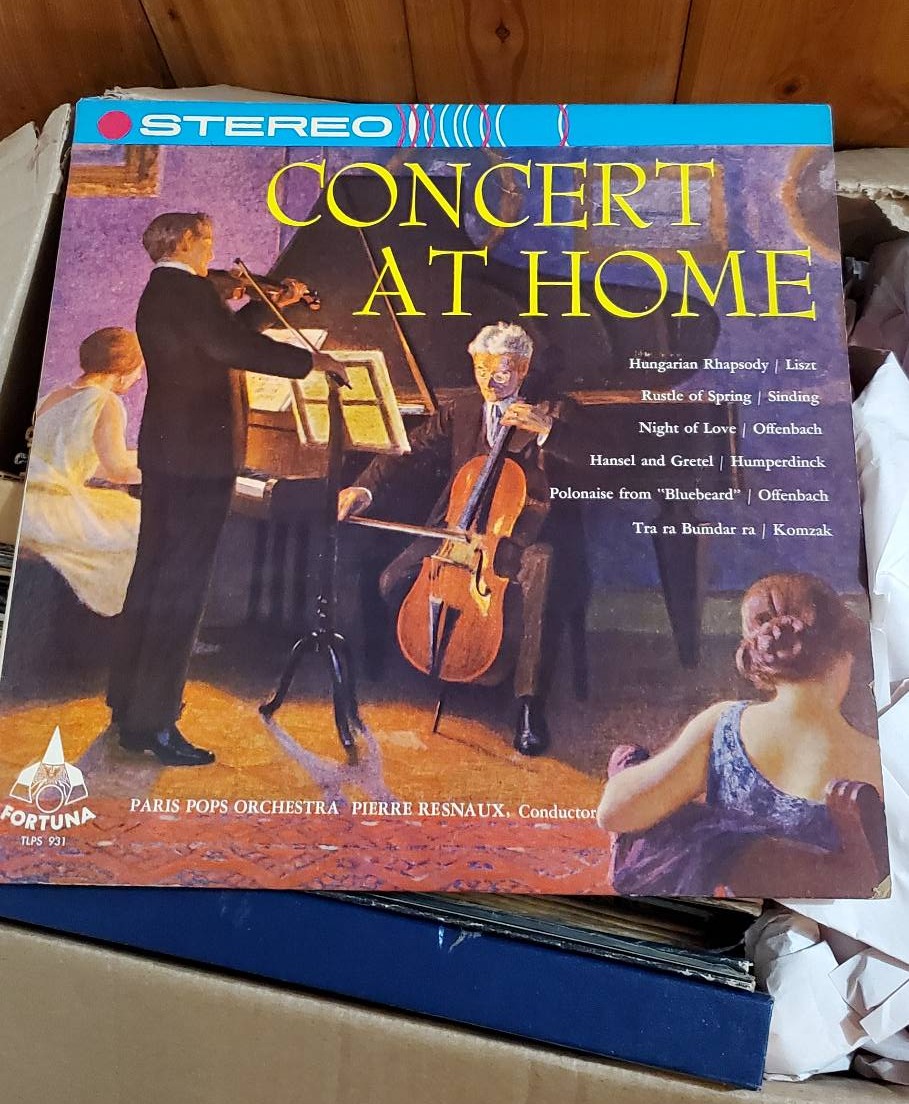 STEREO
CONCERT
AT HOME
Hungarian Rhapsody | Liszt
Rustle of Spring | Sinding
Night of Love | Offenbach
Hansel and Gretel | Humperdinck
Polonaise from "Bluebeard" | Offenbach
Tra ra Bumdar ra | Komzak
PARIS POPS ORCHESTRA PIERRE RESNAUX, Conductor
FORTUNA
TLPS 931